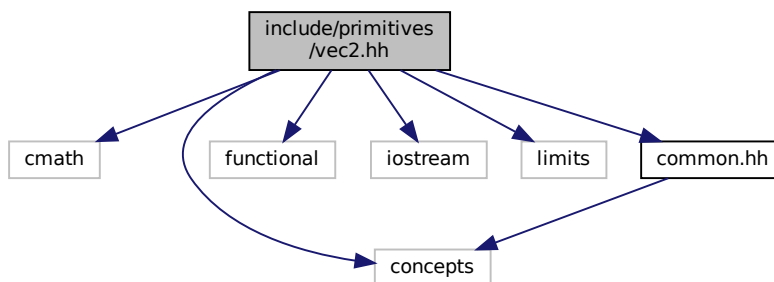 include/primitives
/vec2.hh
cmath
functional
iostream
limits
common.hh
concepts